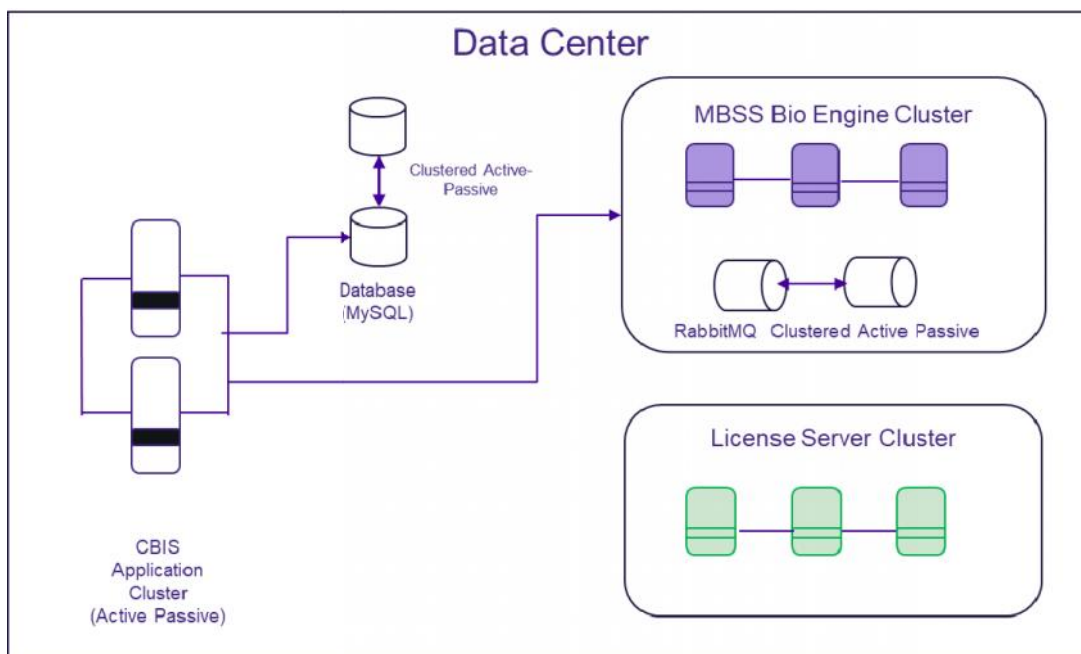 Data Center
Clustered Active-
Passive
Database
(MySQL)
CBIS
Application
Cluster
(Active Passive)
MBSS Bio Engine Cluster
RabbitMQ Clustered Active Passive
License Server Cluster